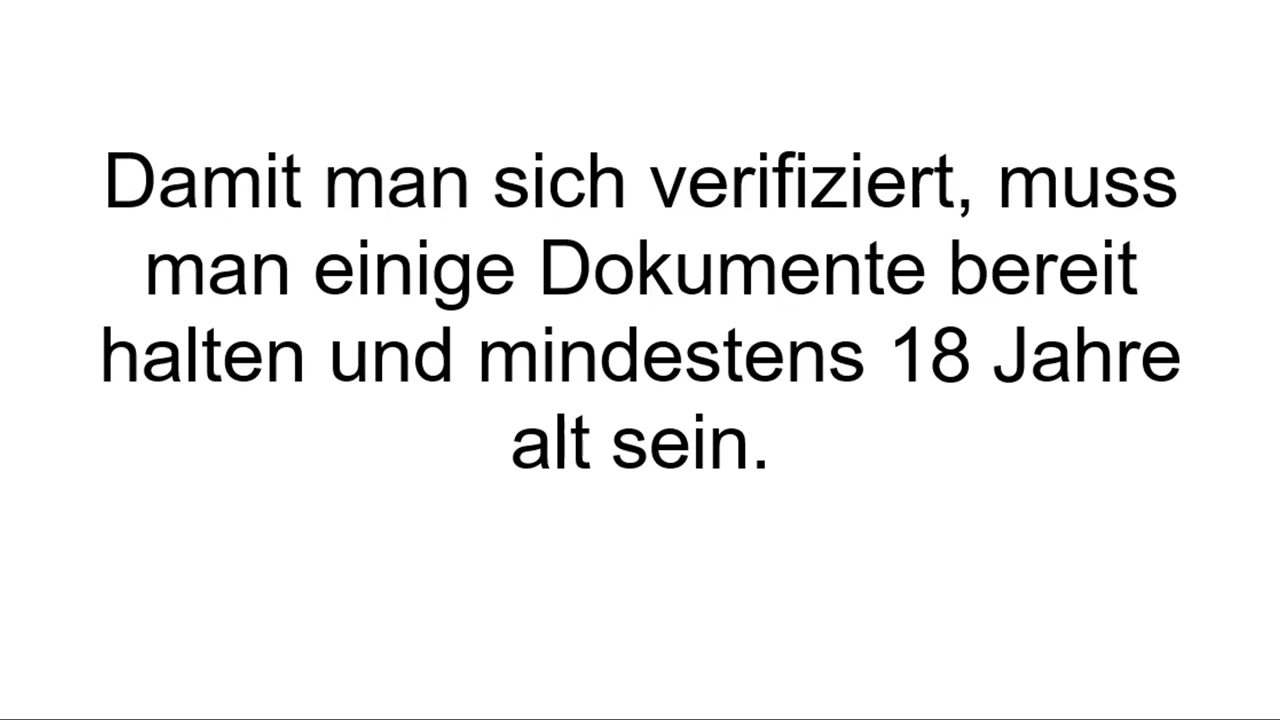 Damit man sich verifiziert, muss
man einige Dokumente bereit
halten und mindestens 18 Jahre
alt sein.